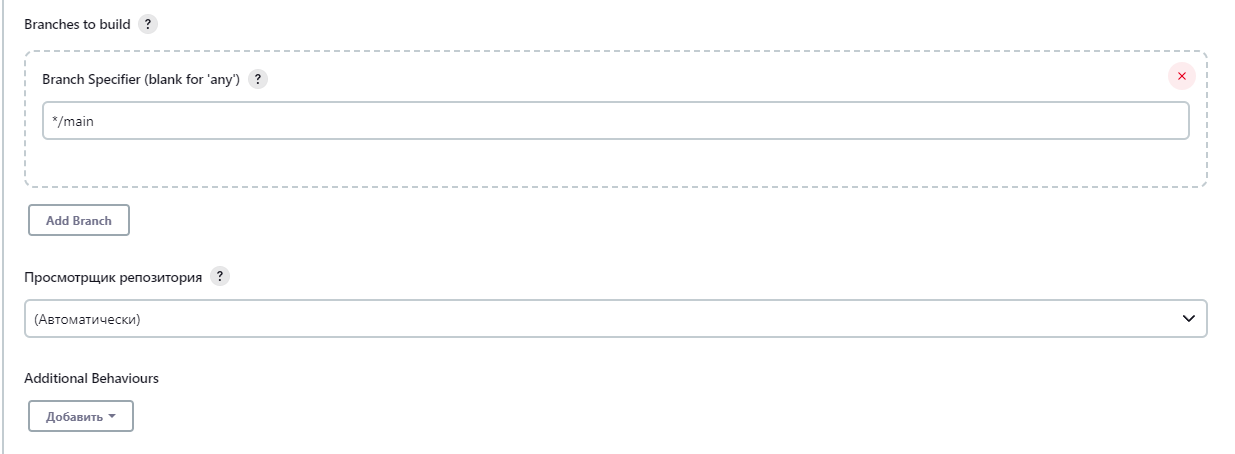 Branches to build ?
Branch Specifier (blank for 'any') ?
*/main
Add Branch
Просмотрщик репозитория ?
(Автоматически)
Additional Behaviours
Добавить